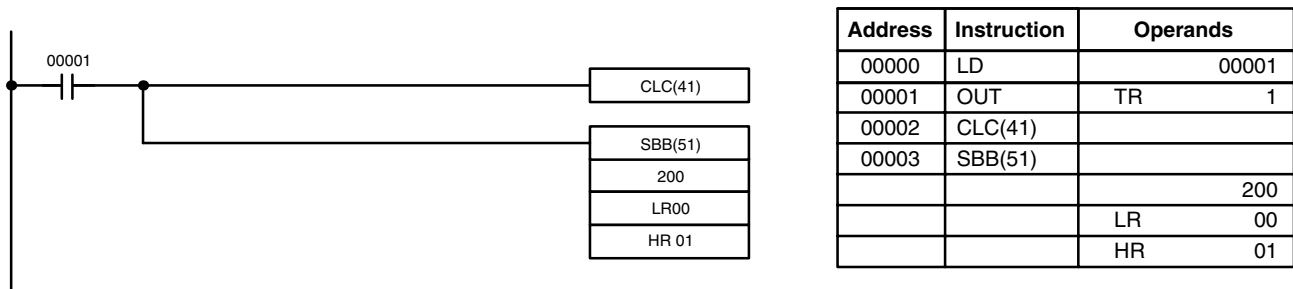 00001
CLC(41)
SBB(51)
200
LR00
HR 01
Address Instruction Operands
00000 LD 00001
00001 OUT TR 1
00002 CLC(41)
00003 SBB(51)
200
LR 00
HR 01